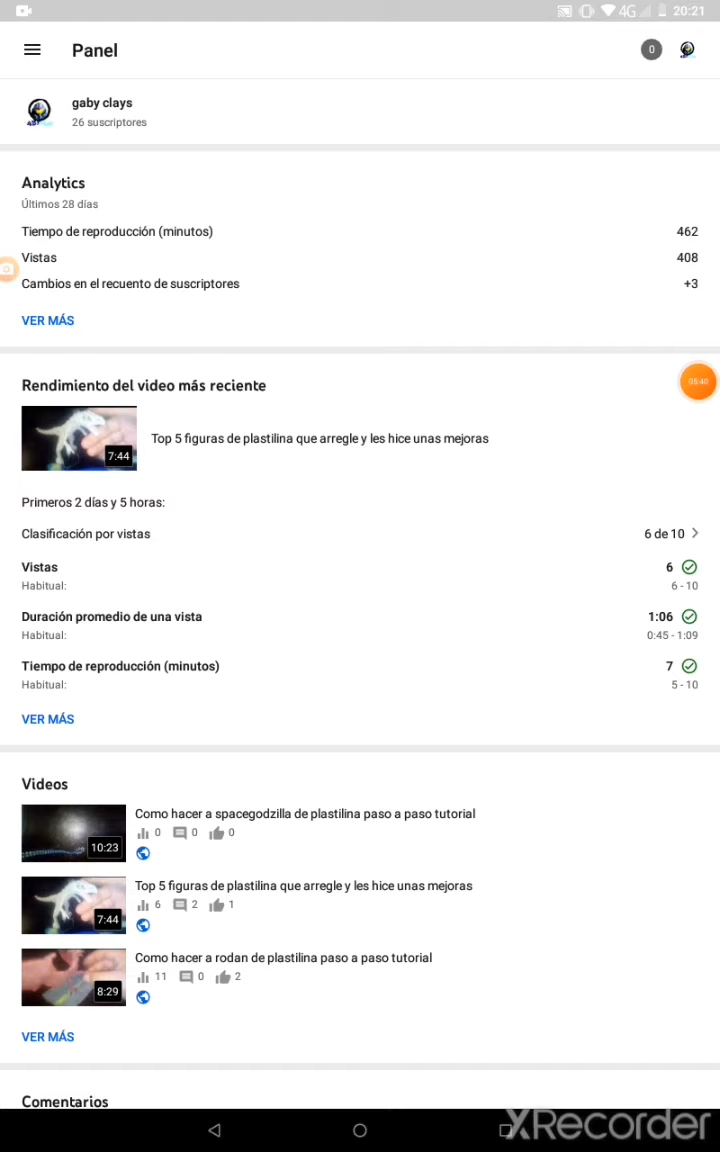 4G 20:21
Panel 0
gaby clays
26 suscriptores
Analytics
Últimos 28 días
Tiempo de reproducción (minutos) 462
Vistas 408
Cambios en el recuento de suscriptores +3
VER MÁS
Rendimiento del video más reciente
05:40
7:44
Top 5 figuras de plastilina que arregle y les hice unas mejoras
Primeros 2 días y 5 horas:
Clasificación por vistas 6 de 10
Vistas 6
Habitual: 6 - 10
Duración promedio de una vista 1:06
Habitual: 0:45 - 1:09
Tiempo de reproducción (minutos) 7
Habitual: 5 - 10
VER MÁS
Videos
Como hacer a spacegodzilla de plastilina paso a paso tutorial
0 0 0
10:23
Top 5 figuras de plastilina que arregle y les hice unas mejoras
6 2 1
7:44
Como hacer a rodan de plastilina paso a paso tutorial
11 0 2
8:29
VER MÁS
Comentarios
XRecorder